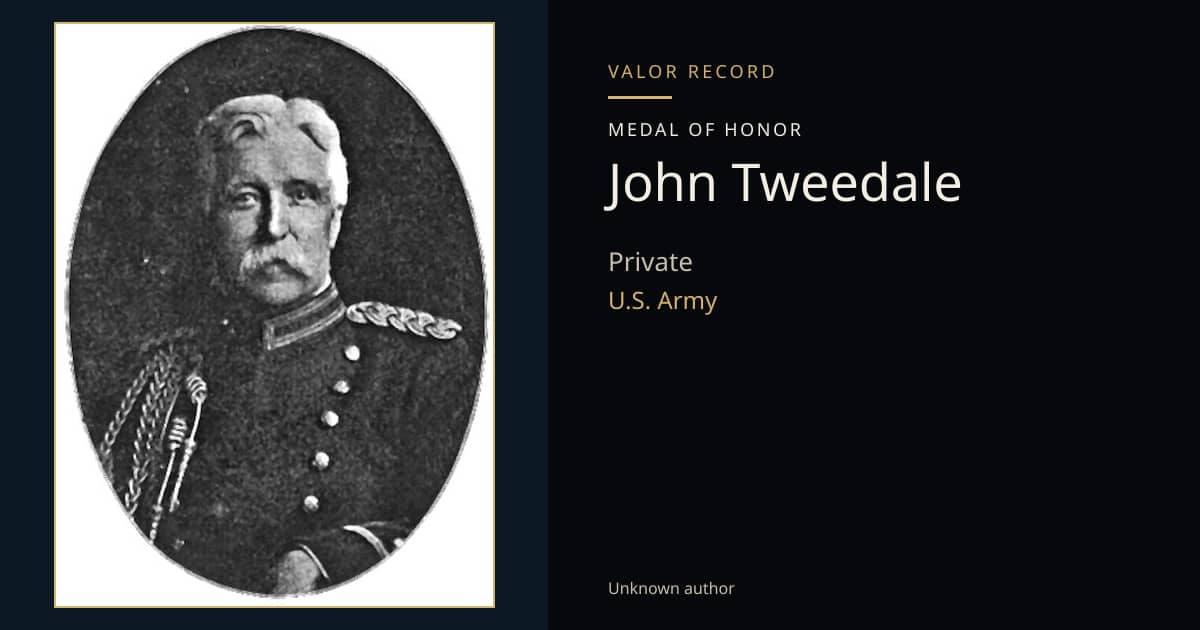 VALOR RECORD
MEDAL OF HONOR
John Tweedale
Private
U.S. Army
Unknown author